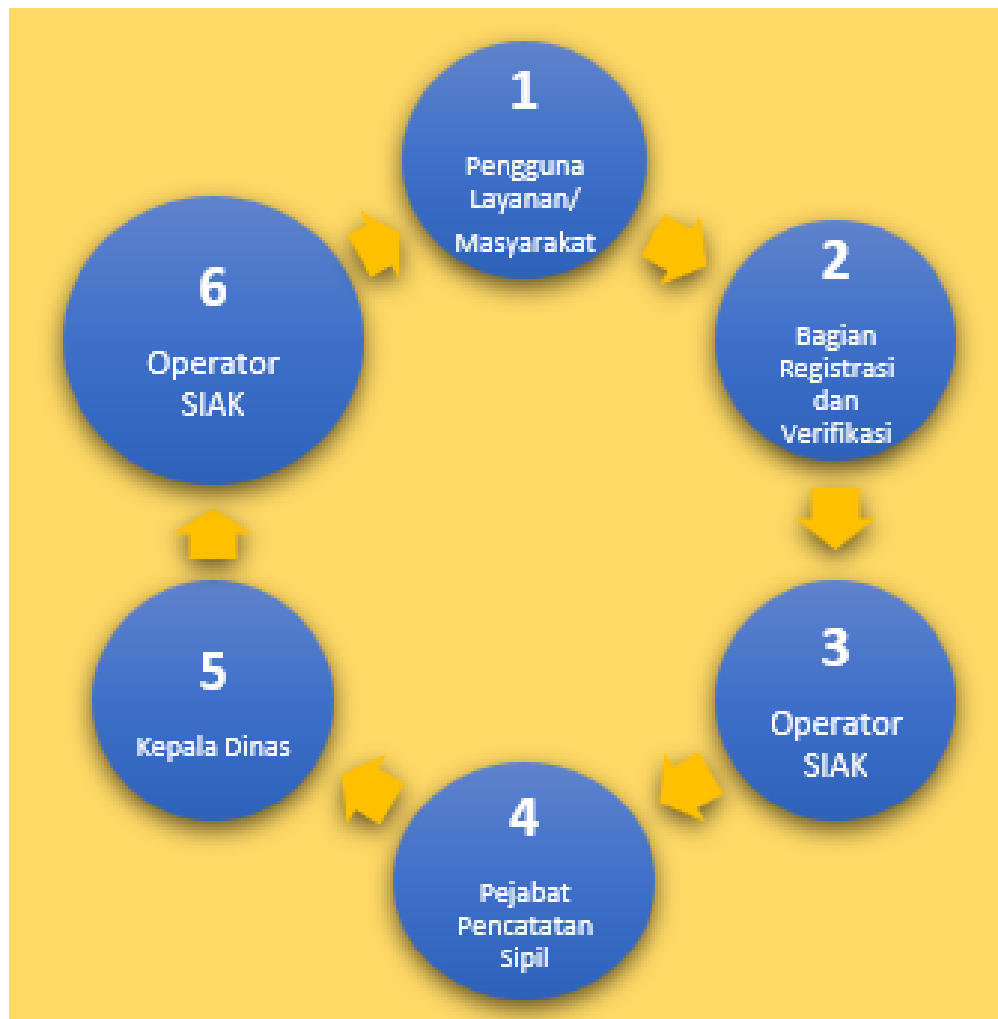 1
Pengguna
Layanan/
Masyarakat
2
Bagian
Registrasi
dan
Verifikasi
3
Operator
SIAK
4
Pejabat
Pencatatan
Sipil
5
Kepala Dinas
6
Operator
SIAK